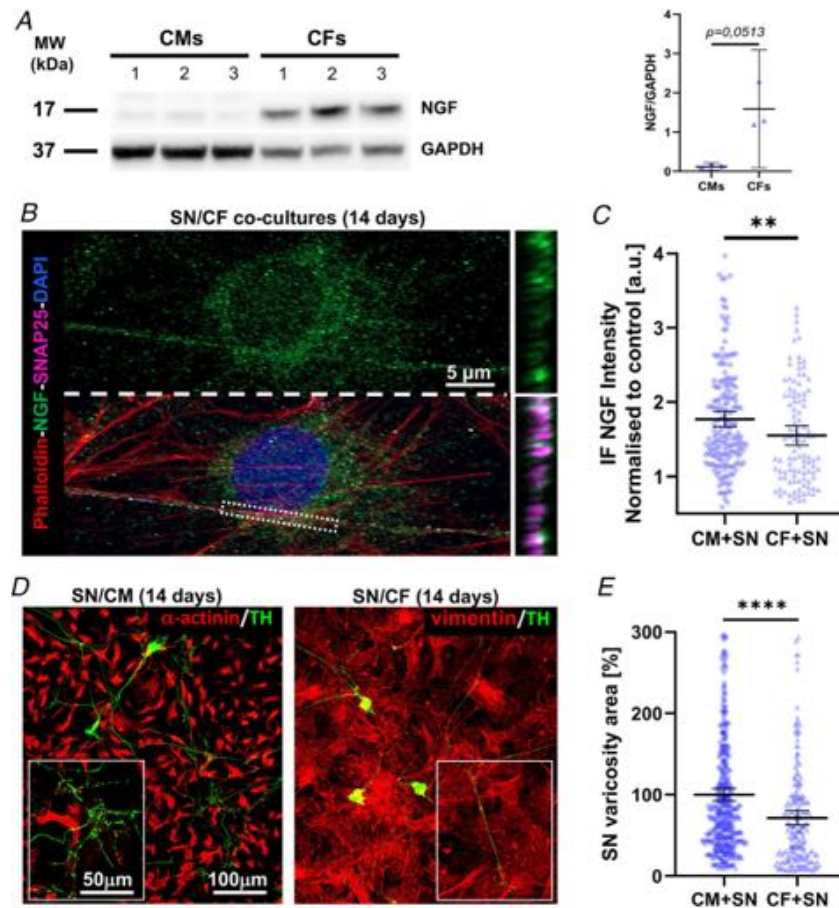 A
MW
(kDa)
CMs
CFs
1 2 3 1 2 3
17
NGF
37
GAPDH
p=0,0513
NGF/GAPDH
4
3
2
1
0
CMs CFs
B
SN/CF co-cultures (14 days)
Phalloidin-NGF-SNAP25-DAPI
5 µm
C
**
IF NGF Intensity
Normalised to control [a.u.]
4
3
2
1
CM+SN CF+SN
D
SN/CM (14 days)
α-actinin/TH
50µm
100µm
SN/CF (14 days)
vimentin/TH
E
****
SN varicosity area [%]
300
200
100
0
CM+SN CF+SN